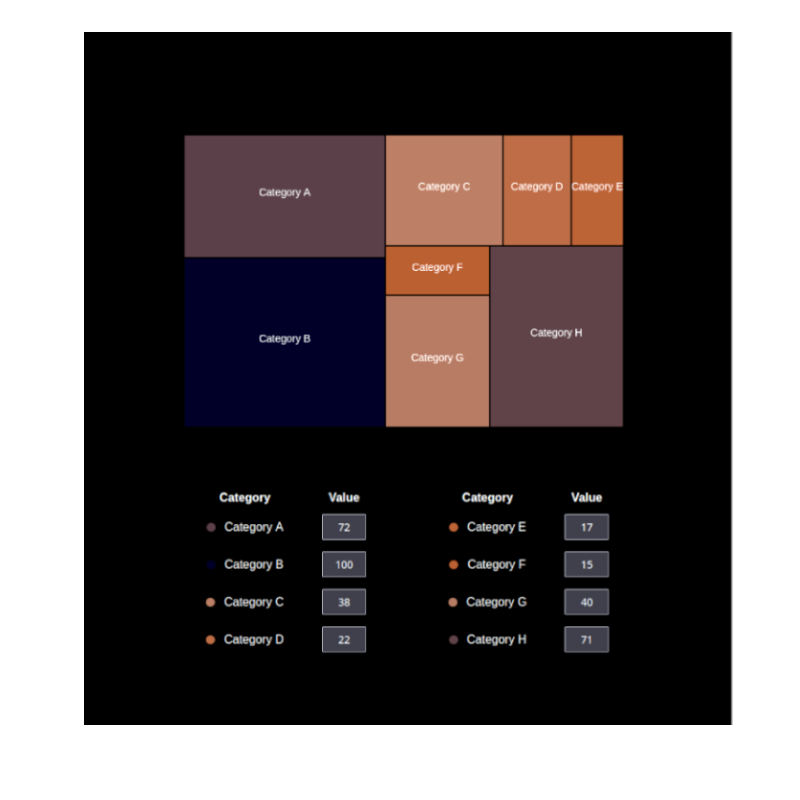 Category A
Category B
Category C
Category D
Category E
Category F
Category G
Category H
Category Value
Category A 72
Category B 100
Category C 38
Category D 22
Category Value
Category E 17
Category F 15
Category G 40
Category H 71